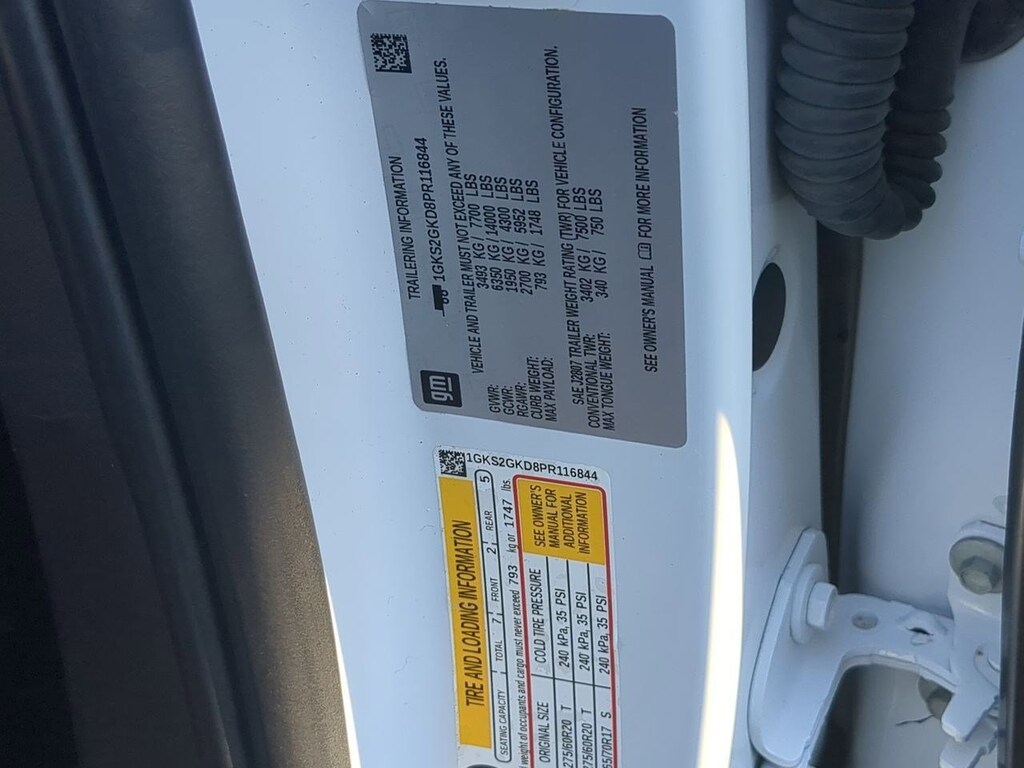 TRAILERING INFORMATION
1GKS2GKD8PR116844
gm
VEHICLE AND TRAILER MUST NOT EXCEED ANY OF THESE VALUES.
GVWR: 3493 KG / 7700 LBS
GCWR: 6350 KG / 14000 LBS
RGAWR: 1950 KG / 4300 LBS
CURB WEIGHT: 2700 KG / 5952 LBS
MAX PAYLOAD: 793 KG / 1748 LBS
SAE J2807 TRAILER WEIGHT RATING (TWR) FOR VEHICLE CONFIGURATION.
CONVENTIONAL TWR: 3402 KG / 7500 LBS
MAX TONGUE WEIGHT: 340 KG / 750 LBS
SEE OWNER'S MANUAL FOR MORE INFORMATION
1GKS2GKD8PR116844
TIRE AND LOADING INFORMATION
SEATING CAPACITY TOTAL 7 FRONT 2 REAR 5
weight of occupants and cargo must never exceed 793 kg or 1747 lbs.
ORIGINAL SIZE COLD TIRE PRESSURE
275/60R20 T 240 kPa, 35 PSI
275/60R20 T 240 kPa, 35 PSI
65/70R17 S 240 kPa, 35 PSI
SEE OWNER'S
MANUAL FOR
ADDITIONAL
INFORMATION